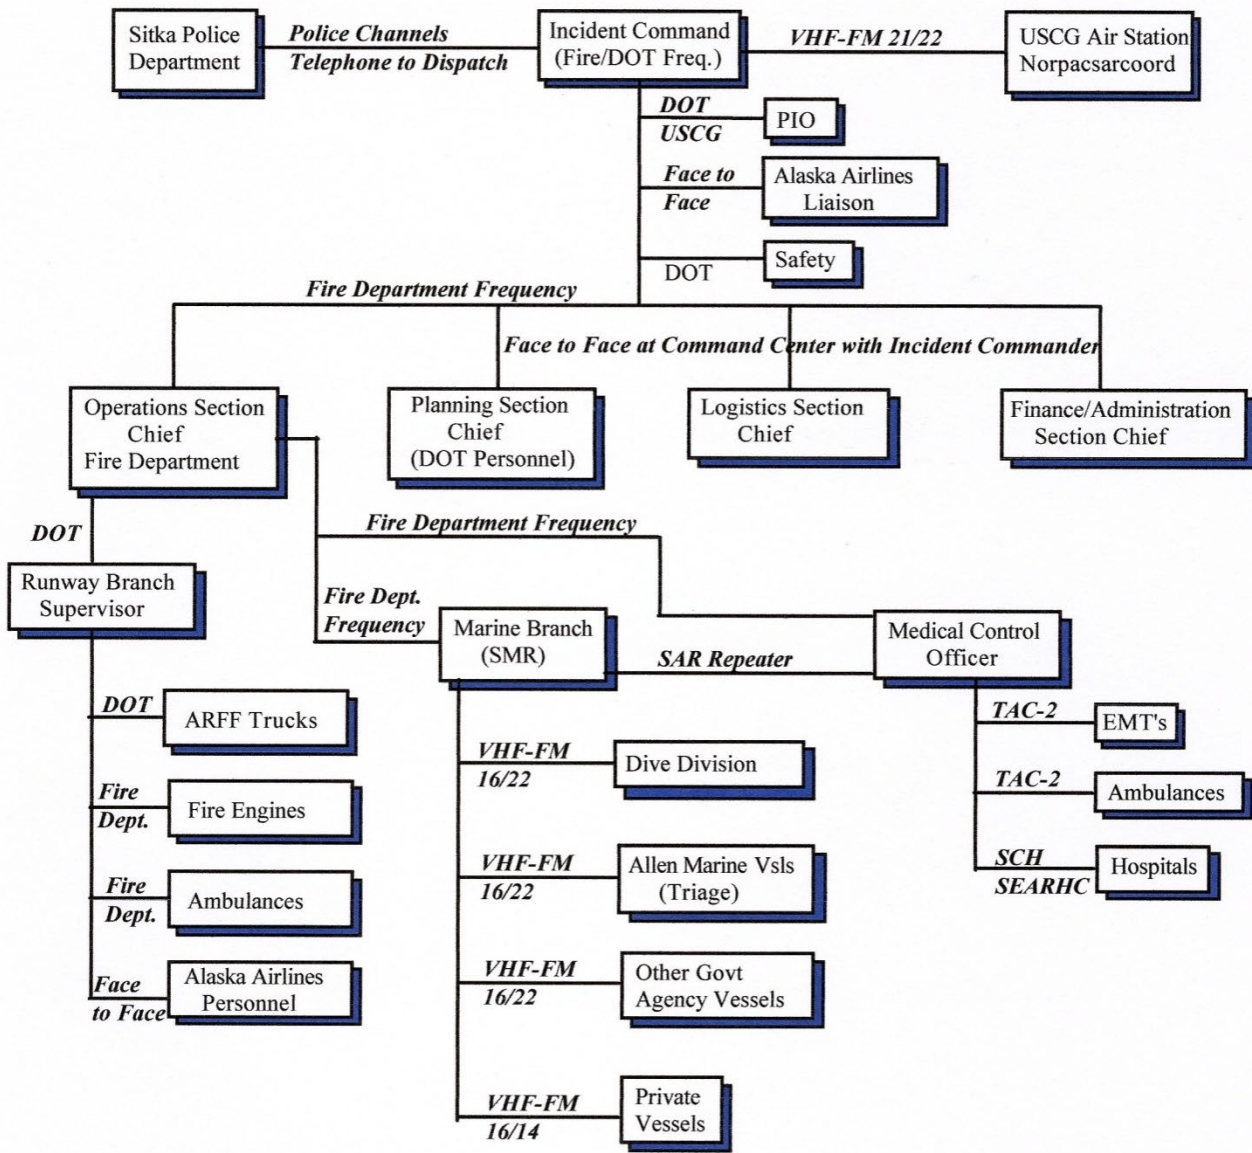 Sitka Police
Department
Police Channels
Telephone to Dispatch
Incident Command
(Fire/DOT Freq.)
VHF-FM 21/22
USCG Air Station
Norpacsarcoord
DOT
USCG
PIO
Face to
Face
Alaska Airlines
Liaison
DOT
Safety
Fire Department Frequency
Face to Face at Command Center with Incident Commander
Operations Section
Chief
Fire Department
Planning Section
Chief
(DOT Personnel)
Logistics Section
Chief
Finance/Administration
Section Chief
DOT
Fire Department Frequency
Runway Branch
Supervisor
Fire Dept.
Frequency
Marine Branch
(SMR)
SAR Repeater
Medical Control
Officer
DOT
ARFF Trucks
Fire
Dept.
Fire Engines
Fire
Dept.
Ambulances
Face
to Face
Alaska Airlines
Personnel
VHF-FM
16/22
Dive Division
VHF-FM
16/22
Allen Marine Vsls
(Triage)
VHF-FM
16/22
Other Govt
Agency Vessels
VHF-FM
16/14
Private
Vessels
TAC-2
EMT's
TAC-2
Ambulances
SCH
SEARHC
Hospitals